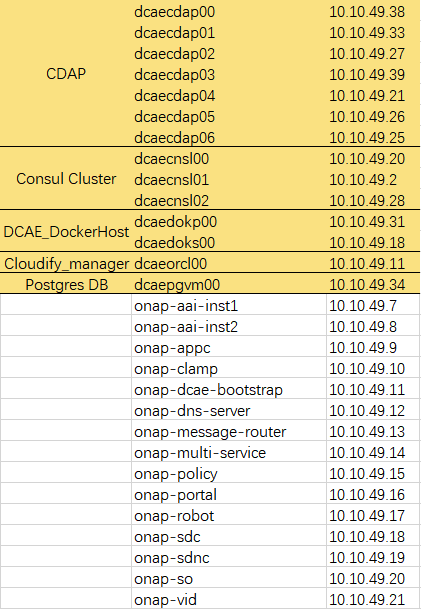 CDAP
dcaecdap00 10.10.49.38
dcaecdap01 10.10.49.33
dcaecdap02 10.10.49.27
dcaecdap03 10.10.49.39
dcaecdap04 10.10.49.21
dcaecdap05 10.10.49.26
dcaecdap06 10.10.49.25
Consul Cluster
dcaecnsl00 10.10.49.20
dcaecnsl01 10.10.49.2
dcaecnsl02 10.10.49.28
DCAE_DockerHost
dcaedokp00 10.10.49.31
dcaedoks00 10.10.49.18
Cloudify_manager dcaeorcl00 10.10.49.11
Postgres DB dcaepgvm00 10.10.49.34
onap-aai-inst1 10.10.49.7
onap-aai-inst2 10.10.49.8
onap-appc 10.10.49.9
onap-clamp 10.10.49.10
onap-dcae-bootstrap 10.10.49.11
onap-dns-server 10.10.49.12
onap-message-router 10.10.49.13
onap-multi-service 10.10.49.14
onap-policy 10.10.49.15
onap-portal 10.10.49.16
onap-robot 10.10.49.17
onap-sdc 10.10.49.18
onap-sdnc 10.10.49.19
onap-so 10.10.49.20
onap-vid 10.10.49.21